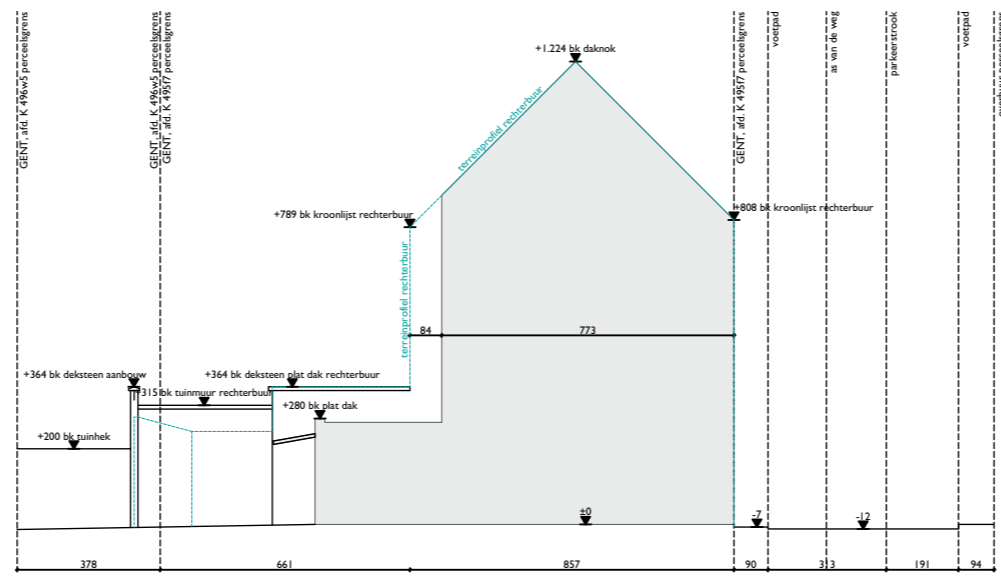 GENT, afd. K 496w5 perceelsgrens
GENT, afd. K 496w5 perceelsgrens
GENT, afd. K 495f7 perceelsgrens
GENT, afd. K 495f7 perceelsgrens
voetpad
as van de weg
parkeerstrook
voetpad
+1.224 bk daknok
terreinprofiel rechterbuur
+789 bk kroonlijst rechterbuur
+808 bk kroonlijst rechterbuur
terreinprofiel rechterbuur
84
773
+364 bk deksteen aanbouw
+364 bk deksteen plat dak rechterbuur
+315 bk tuinmuur rechterbuur
+280 bk plat dak
+200 bk tuinhek
±0
-7
-12
378
661
857
90
313
191
94